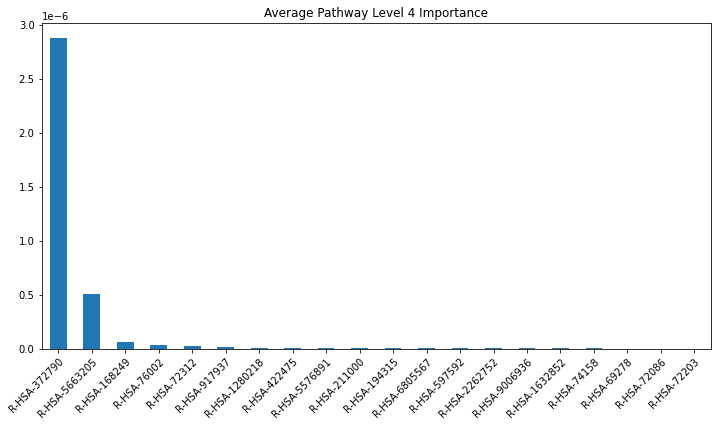 Average Pathway Level 4 Importance
1e−6
3.0
2.5
2.0
1.5
1.0
0.5
0.0
R-HSA-372790
R-HSA-5663205
R-HSA-168249
R-HSA-76002
R-HSA-72312
R-HSA-917937
R-HSA-1280218
R-HSA-422475
R-HSA-5576891
R-HSA-211000
R-HSA-194315
R-HSA-6805567
R-HSA-597592
R-HSA-2262752
R-HSA-9006936
R-HSA-1632852
R-HSA-74158
R-HSA-69278
R-HSA-72086
R-HSA-72203